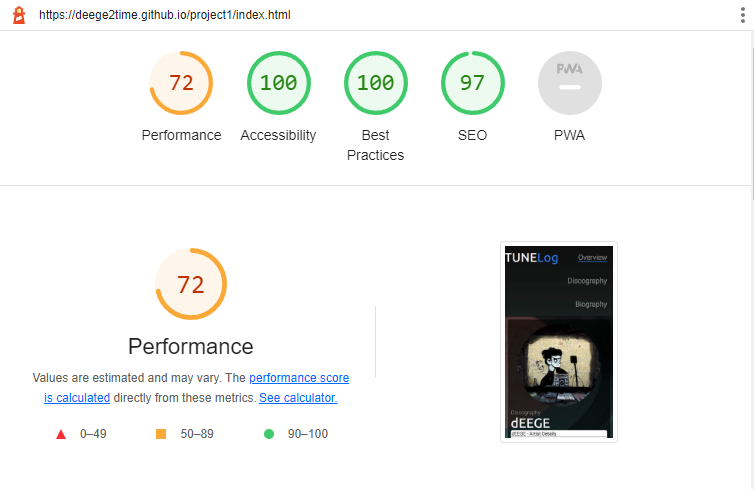 https://deege2time.github.io/project1/index.html
72
100
100
97
PWA
Performance
Accessibility
Best
Practices
SEO
PWA
72
Performance
Values are estimated and may vary. The performance score
is calculated directly from these metrics. See calculator.
0–49
50–89
90–100
TUNELog
Overview
Discography
Biography
Discography
dEEGE
dEEGE - Artist Details